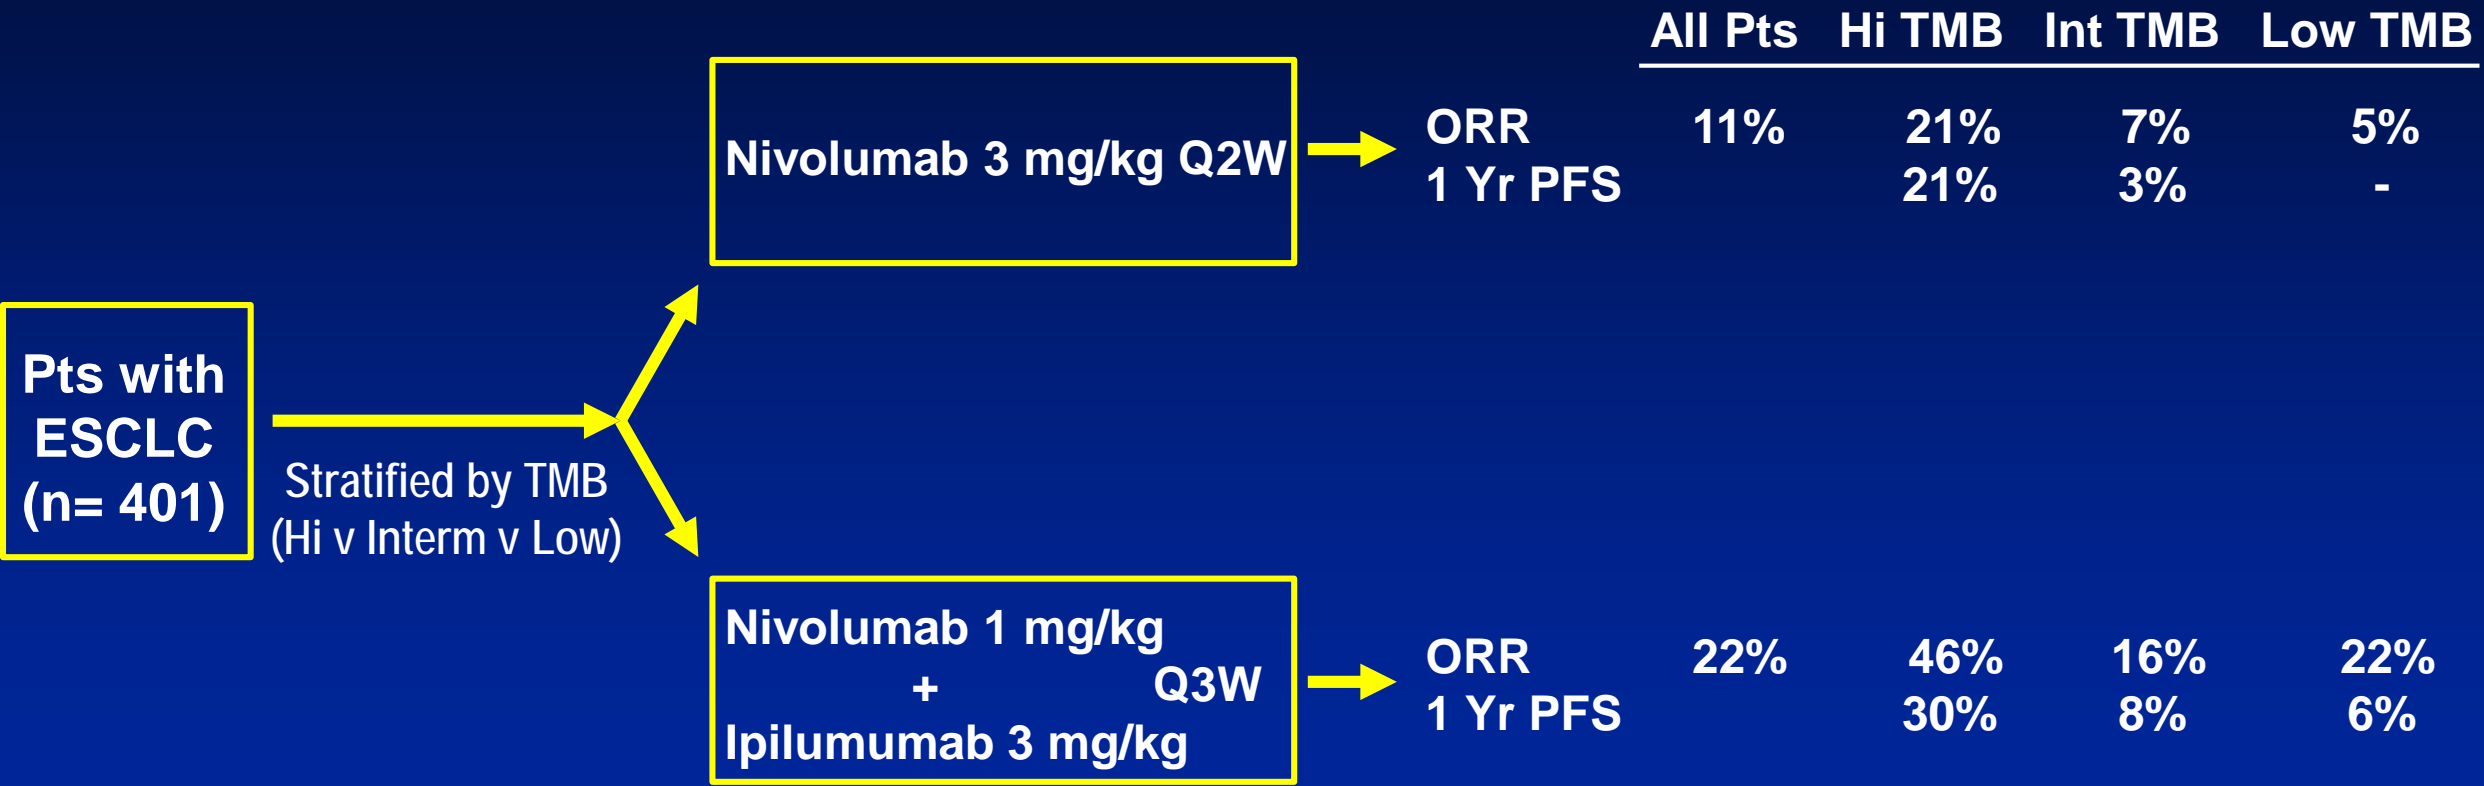 All Pts Hi TMB Int TMB Low TMB
Nivolumab 3 mg/kg Q2W
ORR 11% 21% 7% 5%
1 Yr PFS 21% 3% -
Pts with
ESCLC
(n= 401)
Stratified by TMB
(Hi v Interm v Low)
Nivolumab 1 mg/kg
+ Q3W
Ipilumumab 3 mg/kg
ORR 22% 46% 16% 22%
1 Yr PFS 30% 8% 6%